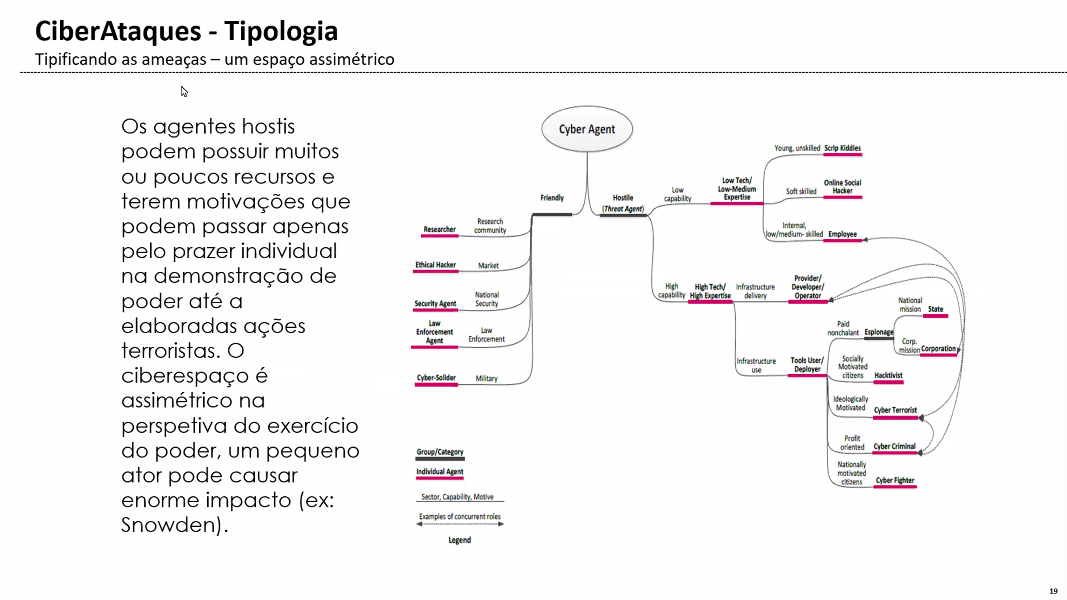 CiberAtaques - Tipologia
Tipificando as ameaças – um espaço assimétrico
Os agentes hostis
podem possuir muitos
ou poucos recursos e
terem motivações que
podem passar apenas
pelo prazer individual
na demonstração de
poder até a
elaboradas ações
terroristas. O
ciberespaço é
assimétrico na
perspetiva do exercício
do poder, um pequeno
ator pode causar
enorme impacto (ex:
Snowden).
Cyber Agent
Friendly
Hostile
(Threat Agent)
Research
community
Researcher
Market
Ethical Hacker
National
Security
Security Agent
Law
Enforcement
Law
Enforcement
Agent
Military
Cyber-Solider
Low
capability
Low Tech/
Low-Medium
Expertise
Young, unskilled
Scrip Kiddies
Soft skilled
Online Social
Hacker
Internal,
low/medium- skilled
Employee
High
capability
High Tech/
High Expertise
Infrastructure
delivery
Provider/
Developer/
Operator
Infrastructure
use
Tools User/
Deployer
Paid
nonchalant
Espionage
National
mission
State
Corp.
mission
Corporation
Socially
Motivated
citizens
Hacktivist
Ideologically
Motivated
Cyber Terrorist
Profit
oriented
Cyber Criminal
Nationally
motivated
citizens
Cyber Fighter
Group/Category
Individual Agent
Sector, Capability, Motive
Examples of concurrent roles
Legend
19